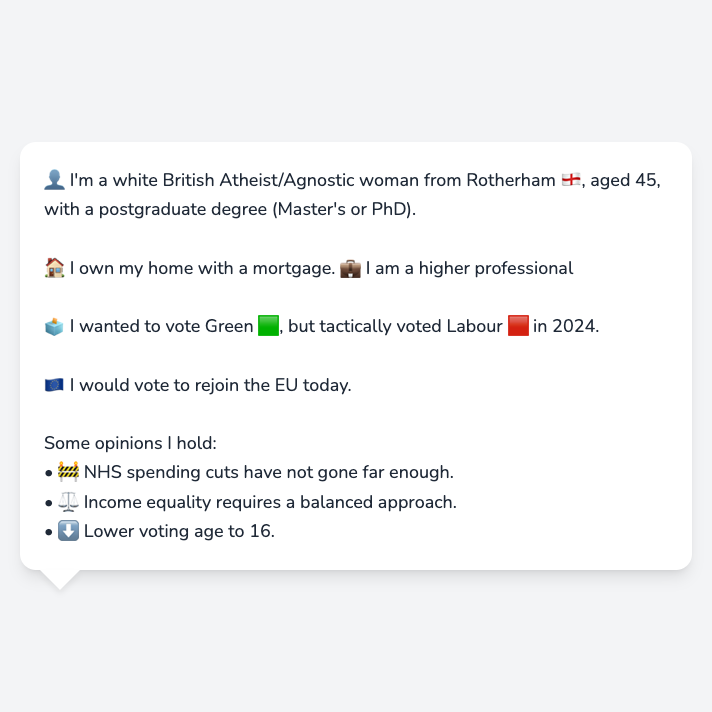 👤 I'm a white British Atheist/Agnostic woman from Rotherham 🏴󠁧󠁢󠁥󠁮󠁧󠁿, aged 45,
with a postgraduate degree (Master's or PhD).
🏠 I own my home with a mortgage. 💼 I am a higher professional
🗳️ I wanted to vote Green 🟩, but tactically voted Labour 🟥 in 2024.
🇪🇺 I would vote to rejoin the EU today.
Some opinions I hold:
• 🚧 NHS spending cuts have not gone far enough.
• ⚖️ Income equality requires a balanced approach.
• ⬇️ Lower voting age to 16.